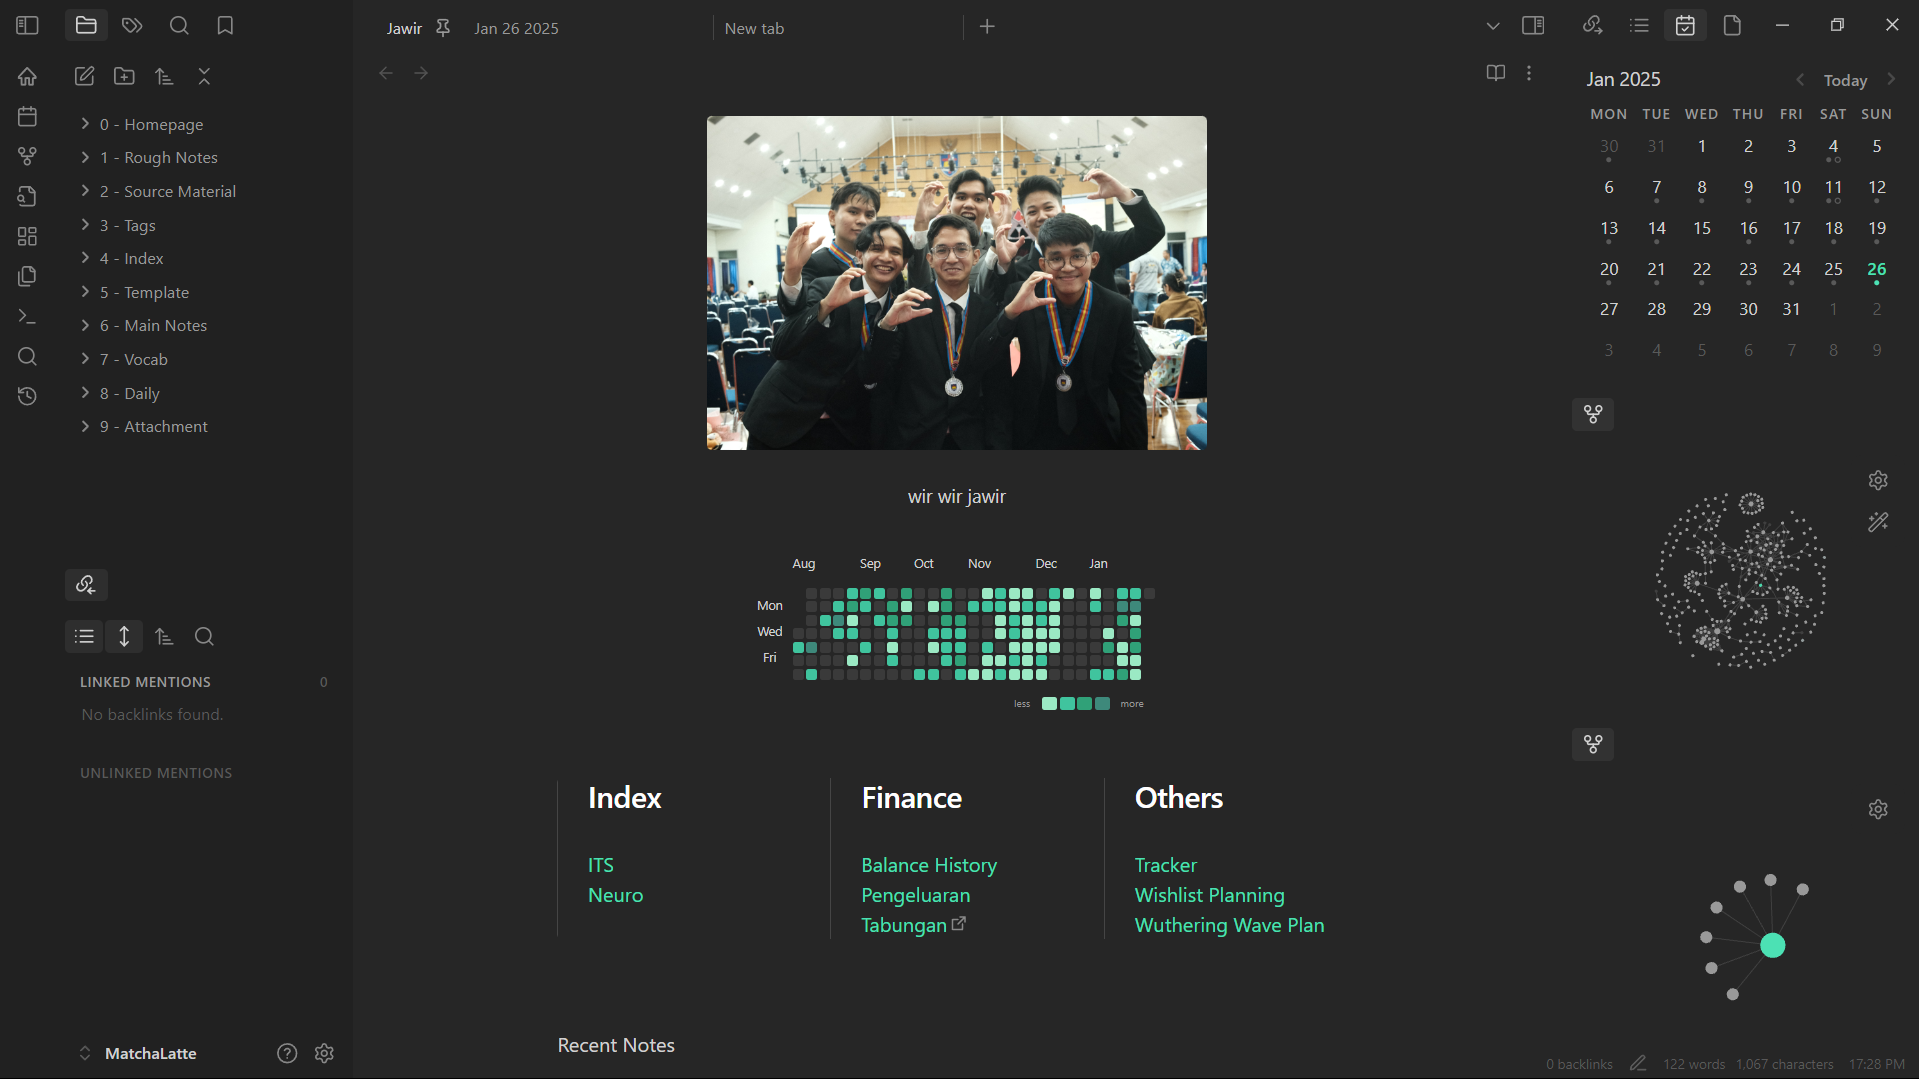 Jawir
Jan 26 2025
New tab
0 - Homepage
1 - Rough Notes
2 - Source Material
3 - Tags
4 - Index
5 - Template
6 - Main Notes
7 - Vocab
8 - Daily
9 - Attachment
LINKED MENTIONS 0
No backlinks found.
UNLINKED MENTIONS
MatchaLatte
wir wir jawir
Aug Sep Oct Nov Dec Jan
Mon
Wed
Fri
less more
Index
ITS
Neuro
Finance
Balance History
Pengeluaran
Tabungan
Others
Tracker
Wishlist Planning
Wuthering Wave Plan
Recent Notes
Jan 2025 Today
MON TUE WED THU FRI SAT SUN
30 31 1 2 3 4 5
6 7 8 9 10 11 12
13 14 15 16 17 18 19
20 21 22 23 24 25 26
27 28 29 30 31 1 2
3 4 5 6 7 8 9
0 backlinks 122 words 1,067 characters 17:28 PM